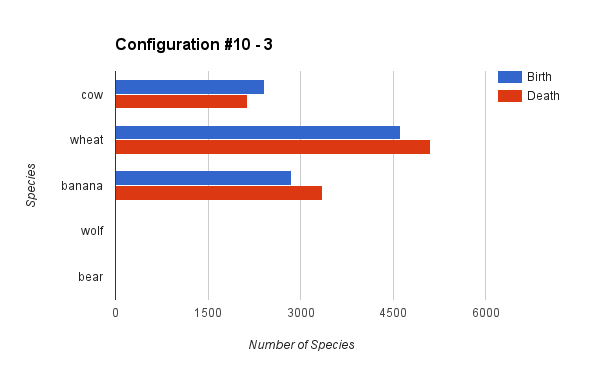 Configuration #10 - 3
Birth
Death
cow
wheat
banana
wolf
bear
Species
0 1500 3000 4500 6000
Number of Species